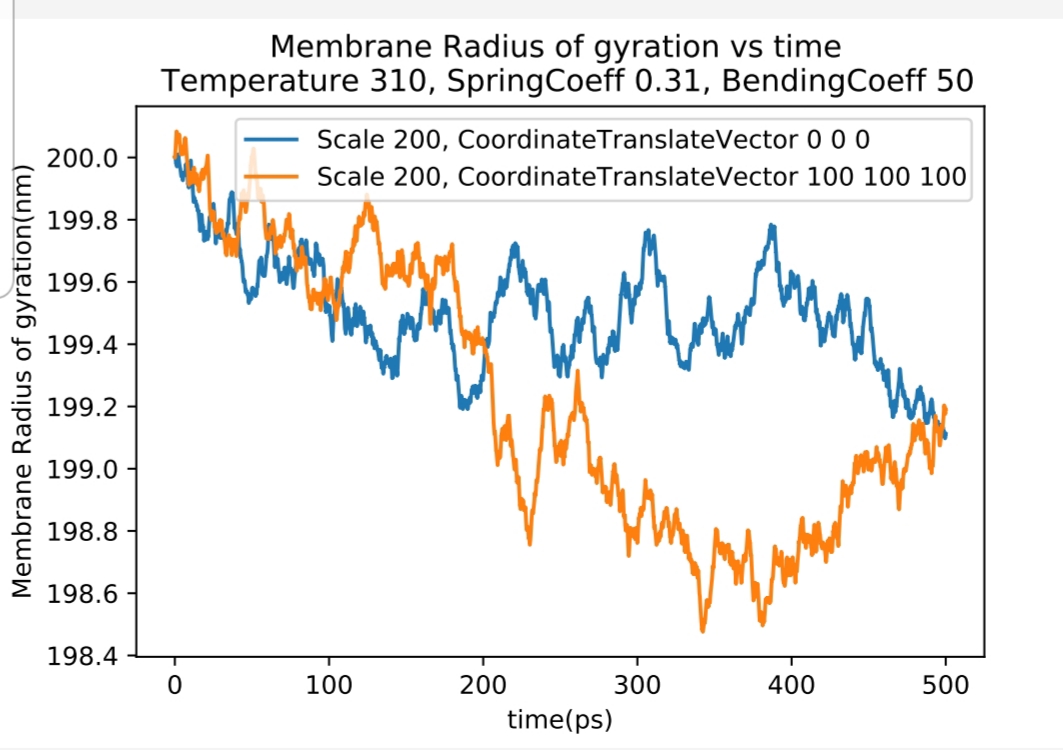 Membrane Radius of gyration vs time
Temperature 310, SpringCoeff 0.31, BendingCoeff 50
Scale 200, CoordinateTranslateVector 0 0 0
Scale 200, CoordinateTranslateVector 100 100 100
Membrane Radius of gyration(nm)
200.0
199.8
199.6
199.4
199.2
199.0
198.8
198.6
198.4
0 100 200 300 400 500
time(ps)